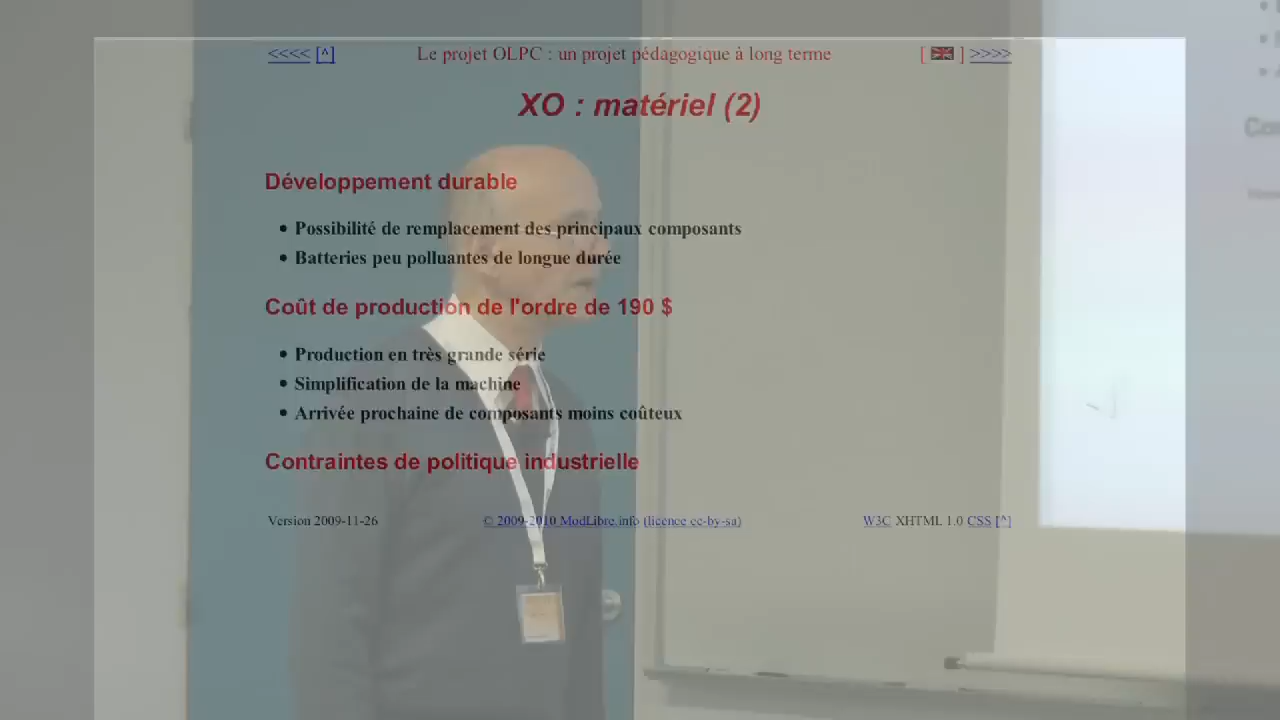 <<<< [^] Le projet OLPC : un projet pédagogique à long terme [ ] >>>>
XO : matériel (2)
Développement durable
• Possibilité de remplacement des principaux composants
• Batteries peu polluantes de longue durée
Coût de production de l'ordre de 190 $
• Production en très grande série
• Simplification de la machine
• Arrivée prochaine de composants moins coûteux
Contraintes de politique industrielle
Version 2009-11-26 © 2009-2010 ModLibre.info (licence cc-by-sa) W3C XHTML 1.0 CSS [^]